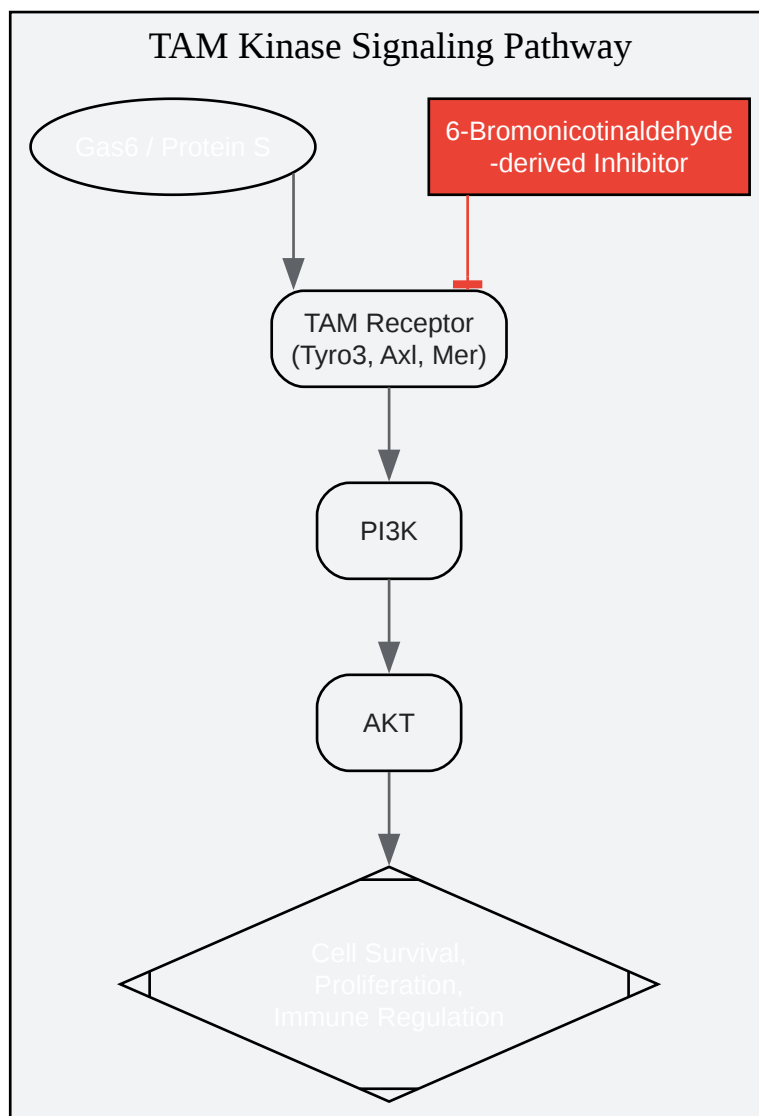 TAM Kinase Signaling Pathway
Gas6 / Protein S
6-Bromonicotinaldehyde
-derived Inhibitor
TAM Receptor
(Tyro3, Axl, Mer)
PI3K
AKT
Cell Survival,
Proliferation,
Immune Regulation